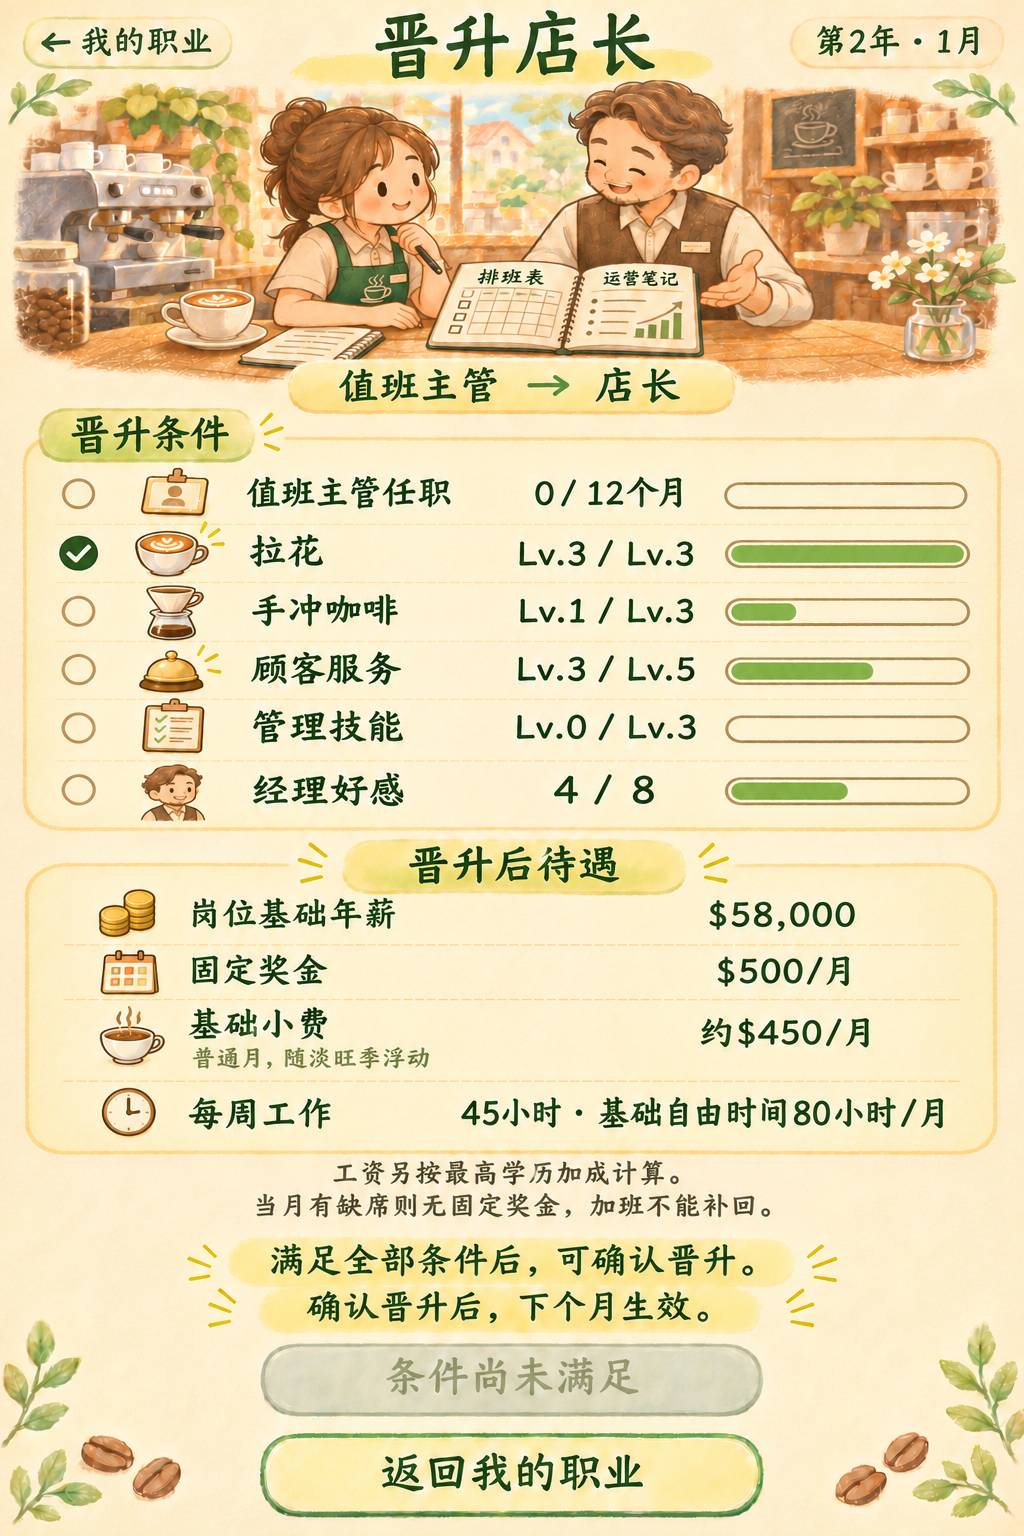 ← 我的职业
晋升店长
第2年·1月
排班表
运营笔记
值班主管 → 店长
晋升条件
值班主管任职 0 / 12个月
拉花 Lv.3 / Lv.3
手冲咖啡 Lv.1 / Lv.3
顾客服务 Lv.3 / Lv.5
管理技能 Lv.0 / Lv.3
经理好感 4 / 8
晋升后待遇
岗位基础年薪 $58,000
固定奖金 $500/月
基础小费 约$450/月
普通月，随淡旺季浮动
每周工作 45小时·基础自由时间80小时/月
工资另按最高学历加成计算。
当月有缺席则无固定奖金，加班不能补回。
满足全部条件后，可确认晋升。
确认晋升后，下个月生效。
条件尚未满足
返回我的职业